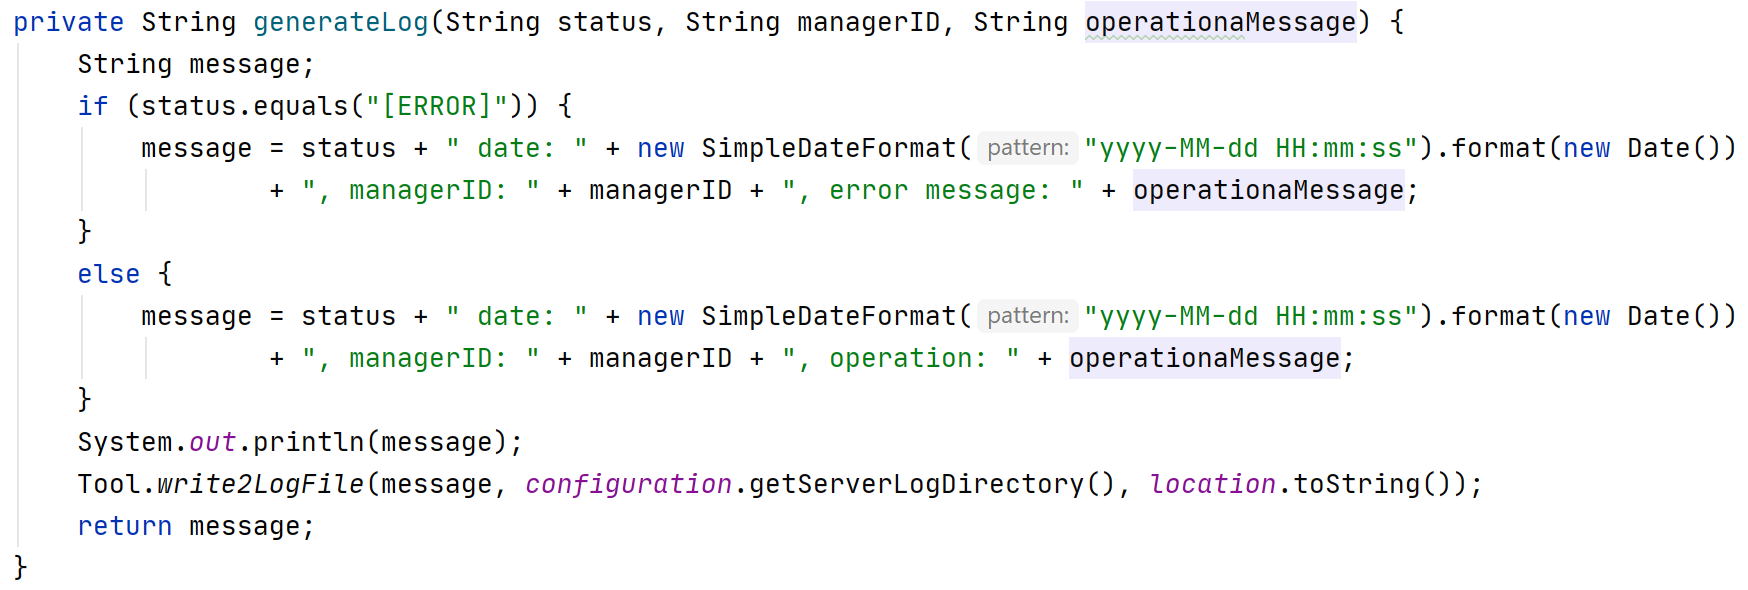 private String generateLog(String status, String managerID, String operationaMessage) {
String message;
if (status.equals("[ERROR]")) {
message = status + " date: " + new SimpleDateFormat( pattern: "yyyy-MM-dd HH:mm:ss").format(new Date())
+ ", managerID: " + managerID + ", error message: " + operationaMessage;
}
else {
message = status + " date: " + new SimpleDateFormat( pattern: "yyyy-MM-dd HH:mm:ss").format(new Date())
+ ", managerID: " + managerID + ", operation: " + operationaMessage;
}
System.out.println(message);
Tool.write2LogFile(message, configuration.getServerLogDirectory(), location.toString());
return message;
}